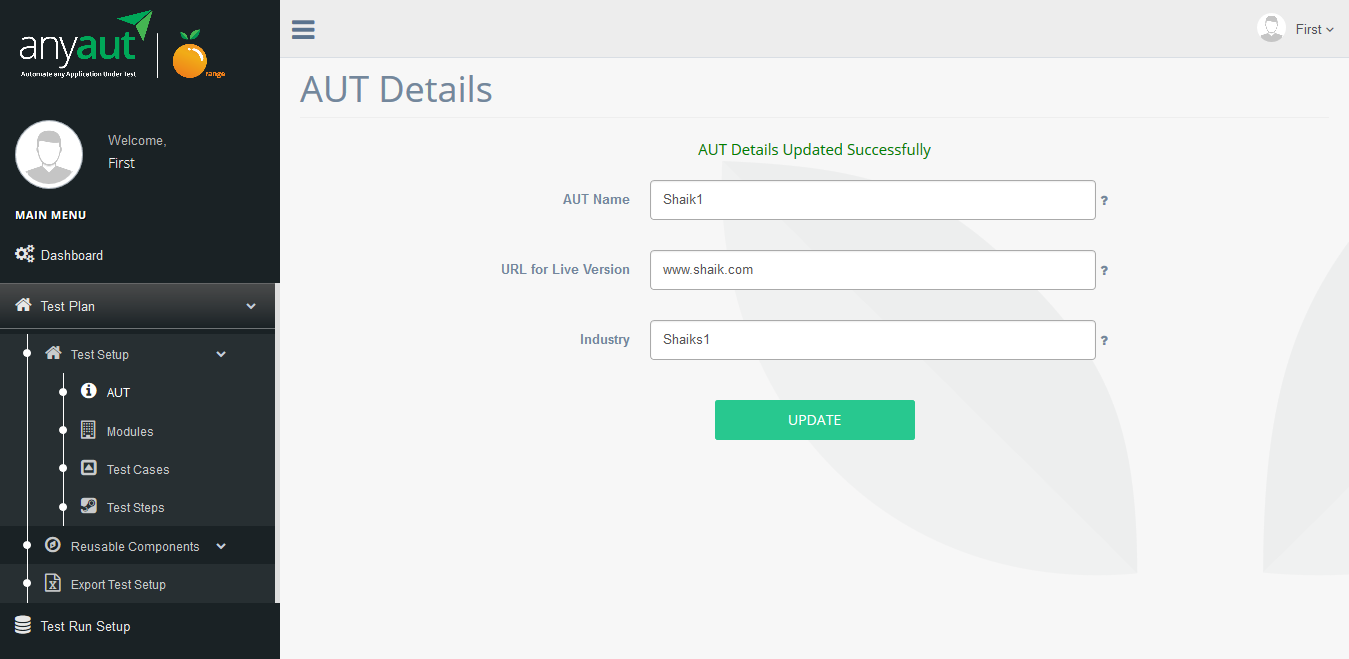 anyaut
Automate any Application Under Test
range
First
Welcome,
First
MAIN MENU
Dashboard
Test Plan
Test Setup
AUT
Modules
Test Cases
Test Steps
Reusable Components
Export Test Setup
Test Run Setup
AUT Details
AUT Details Updated Successfully
AUT Name Shaik1 ?
URL for Live Version www.shaik.com ?
Industry Shaiks1 ?
UPDATE